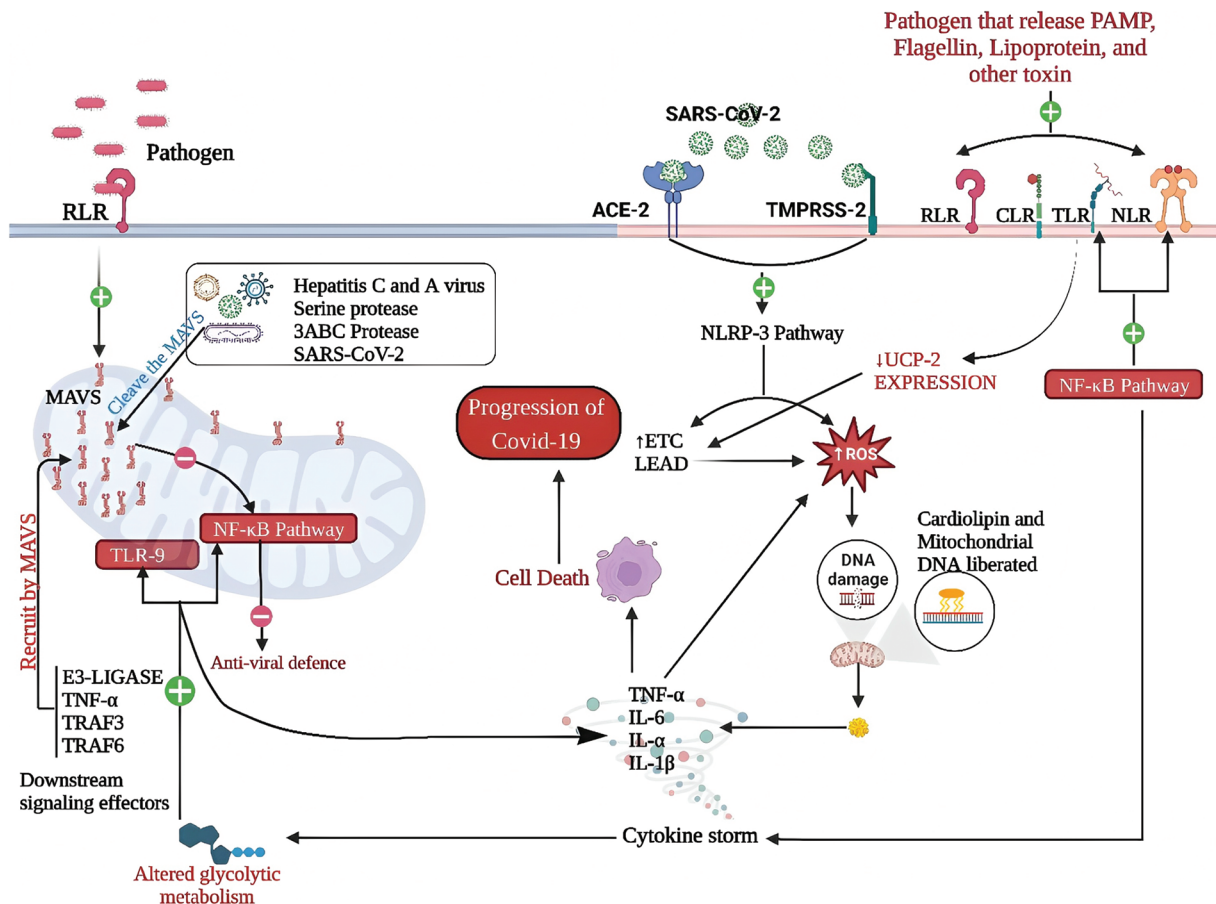 Pathogen that release PAMP,
Flagellin, Lipoprotein, and
other toxin
SARS-CoV-2
Pathogen
RLR
ACE-2
TMPRSS-2
RLR
CLR
TLR
NLR
Hepatitis C and A virus
Serine protease
3ABC Protease
SARS-CoV-2
Cleave the MAVS
MAVS
NLRP-3 Pathway
↓UCP-2
EXPRESSION
NF-κB Pathway
Progression of
Covid-19
↑ETC
LEAD
↑ROS
NF-κB Pathway
TLR-9
Cardiolipin and
Mitochondrial
DNA liberated
DNA
damage
Cell Death
Recruit by MAVS
Anti-viral defence
E3-LIGASE
TNF-α
TRAF3
TRAF6
TNF-α
IL-6
IL-α
IL-1β
Downstream
signaling effectors
Cytokine storm
Altered glycolytic
metabolism